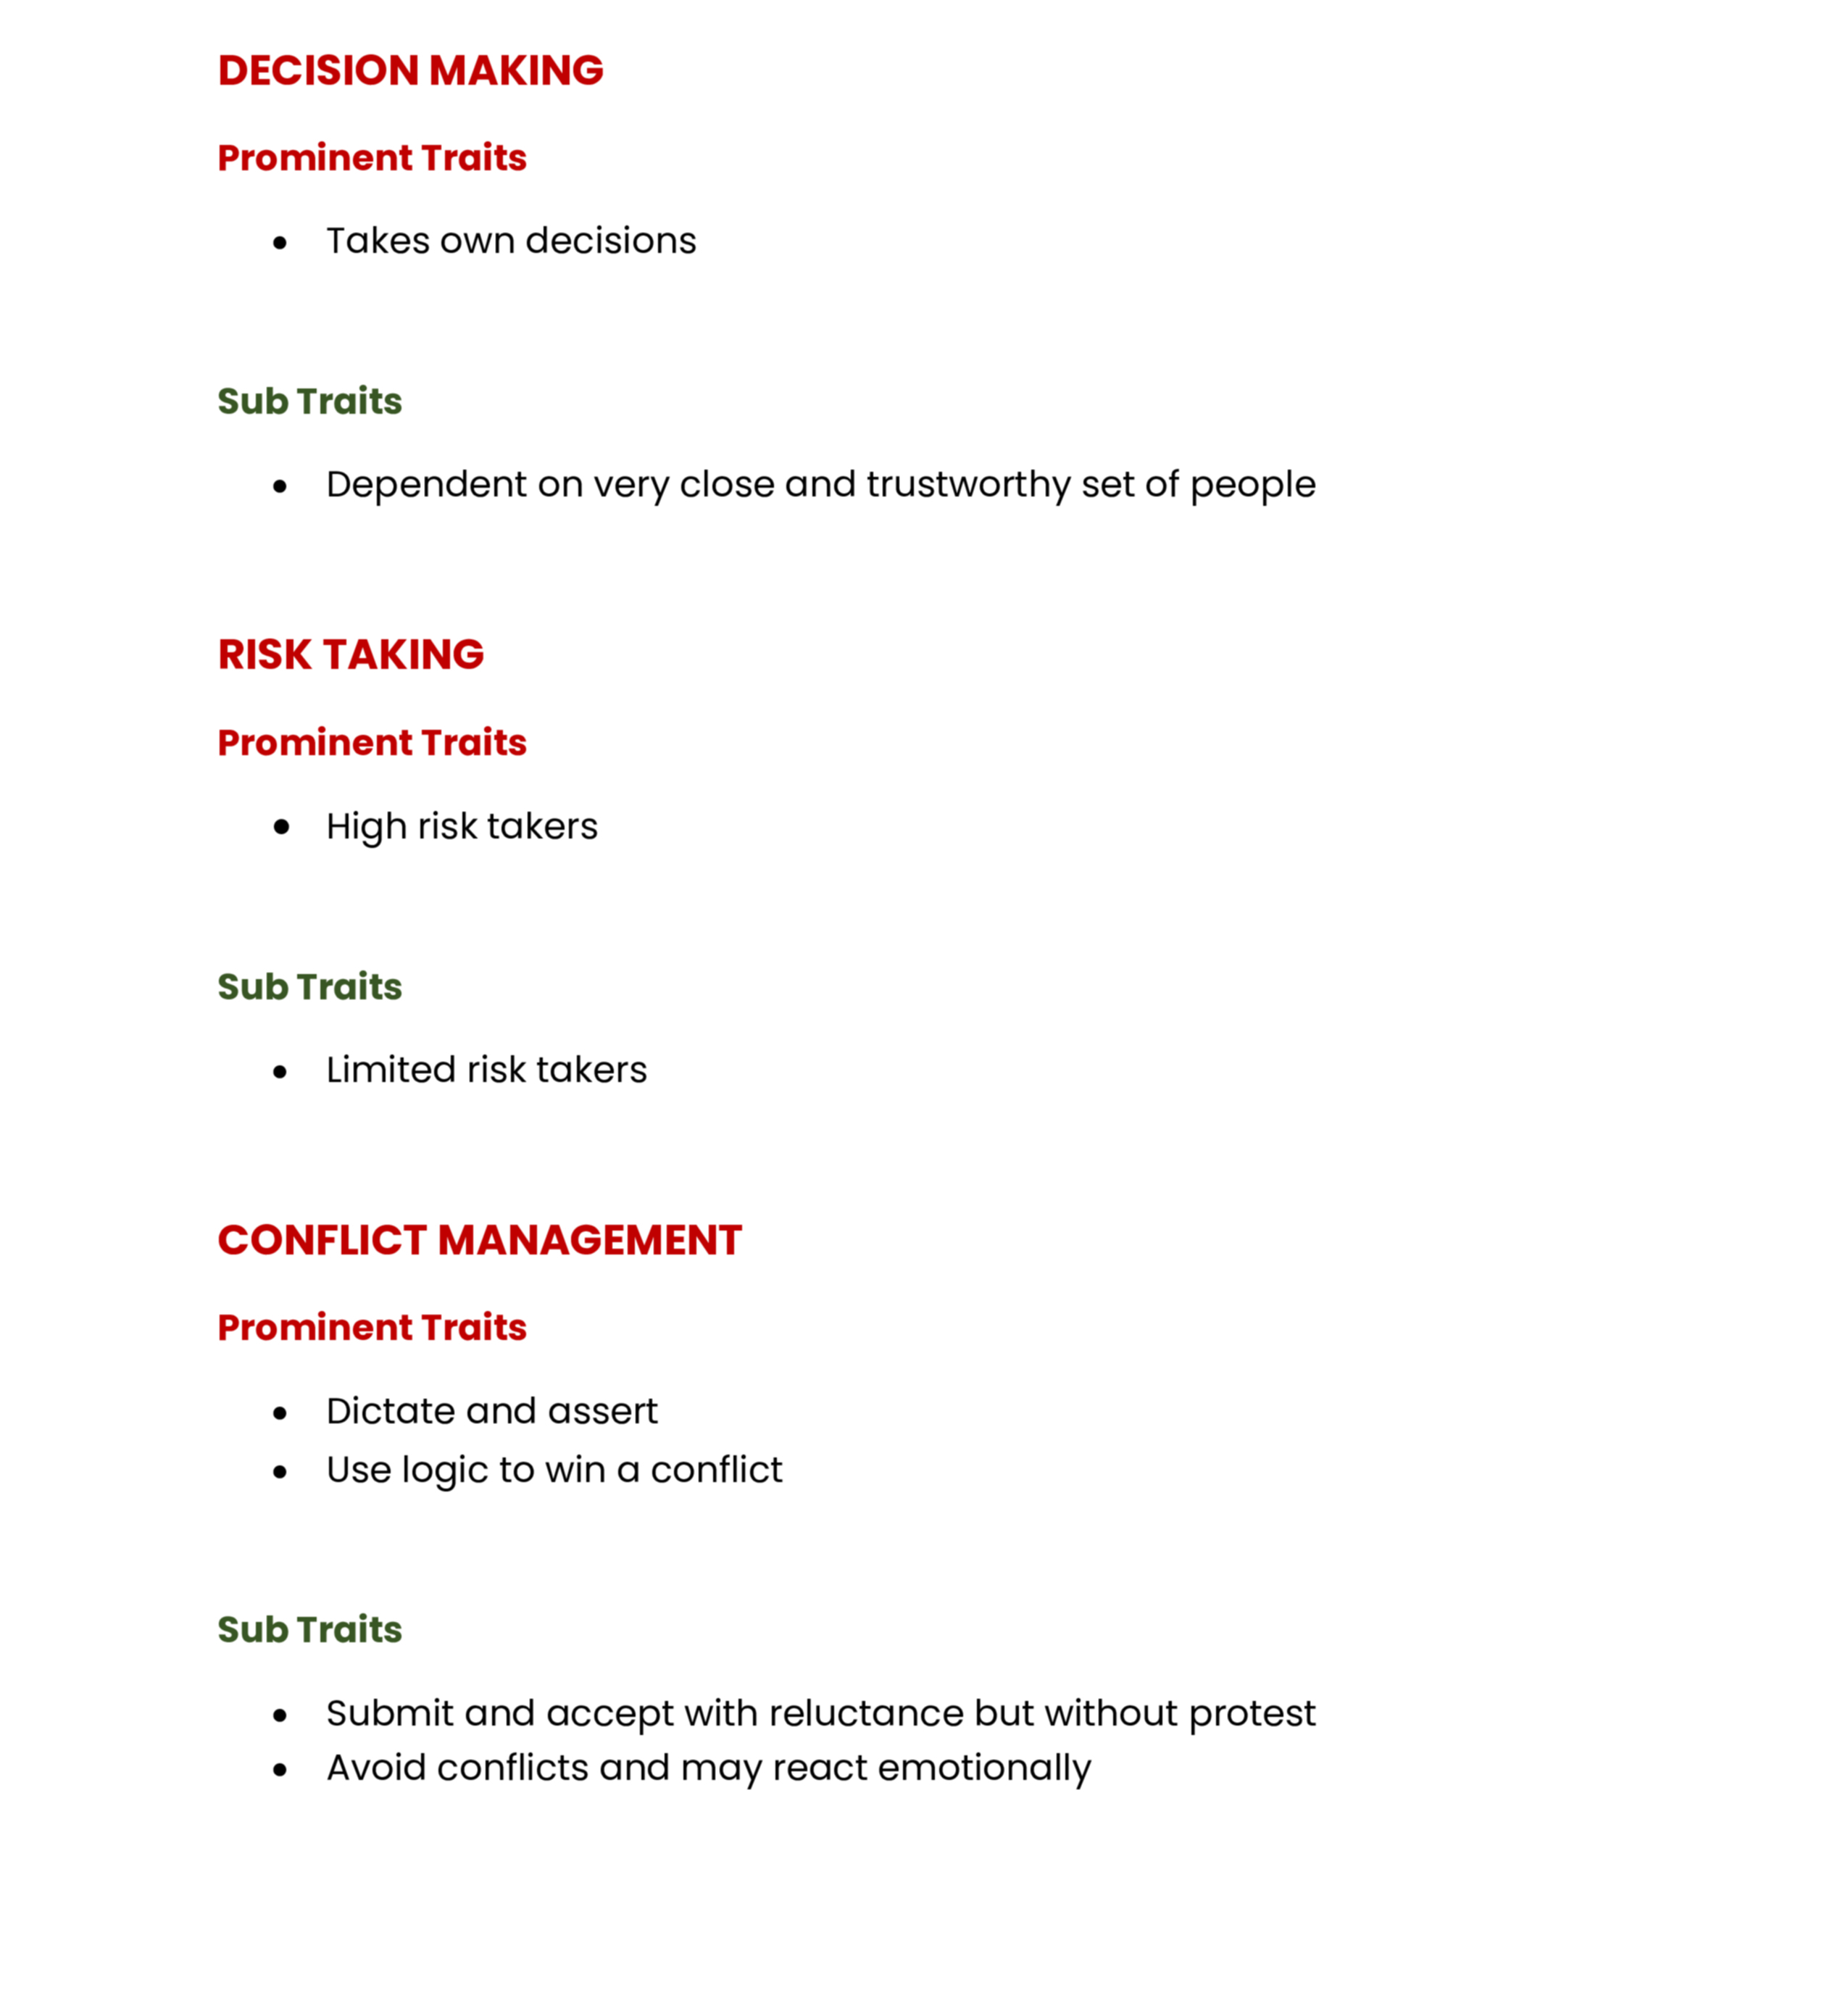 DECISION MAKING
Prominent Traits
● Takes own decisions
Sub Traits
● Dependent on very close and trustworthy set of people
RISK TAKING
Prominent Traits
● High risk takers
Sub Traits
● Limited risk takers
CONFLICT MANAGEMENT
Prominent Traits
● Dictate and assert
● Use logic to win a conflict
Sub Traits
● Submit and accept with reluctance but without protest
● Avoid conflicts and may react emotionally